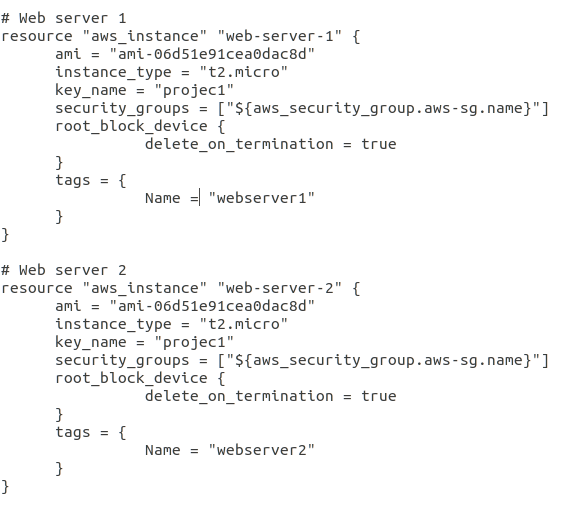 # Web server 1
resource "aws_instance" "web-server-1" {
ami = "ami-06d51e91cea0dac8d"
instance_type = "t2.micro"
key_name = "projec1"
security_groups = ["${aws_security_group.aws-sg.name}"]
root_block_device {
delete_on_termination = true
}
tags = {
Name = "webserver1"
}
}
# Web server 2
resource "aws_instance" "web-server-2" {
ami = "ami-06d51e91cea0dac8d"
instance_type = "t2.micro"
key_name = "projec1"
security_groups = ["${aws_security_group.aws-sg.name}"]
root_block_device {
delete_on_termination = true
}
tags = {
Name = "webserver2"
}
}